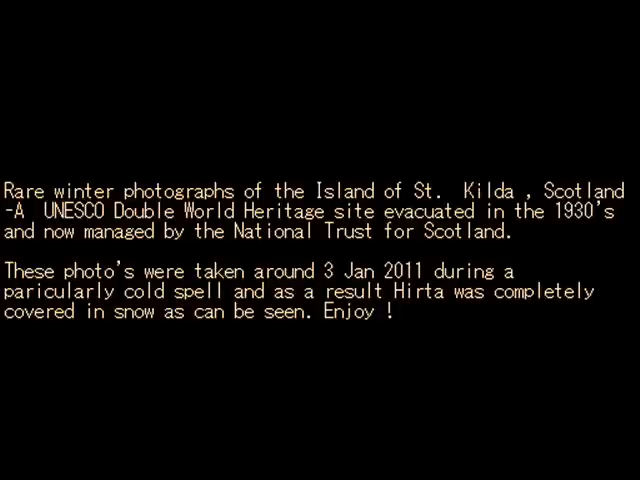 Rare winter photographs of the Island of St.  Kilda , Scotland
-A  UNESCO Double World Heritage site evacuated in the 1930's
and now managed by the National Trust for Scotland.
These photo's were taken around 3 Jan 2011 during a
paricularly cold spell and as a result Hirta was completely
covered in snow as can be seen. Enjoy !